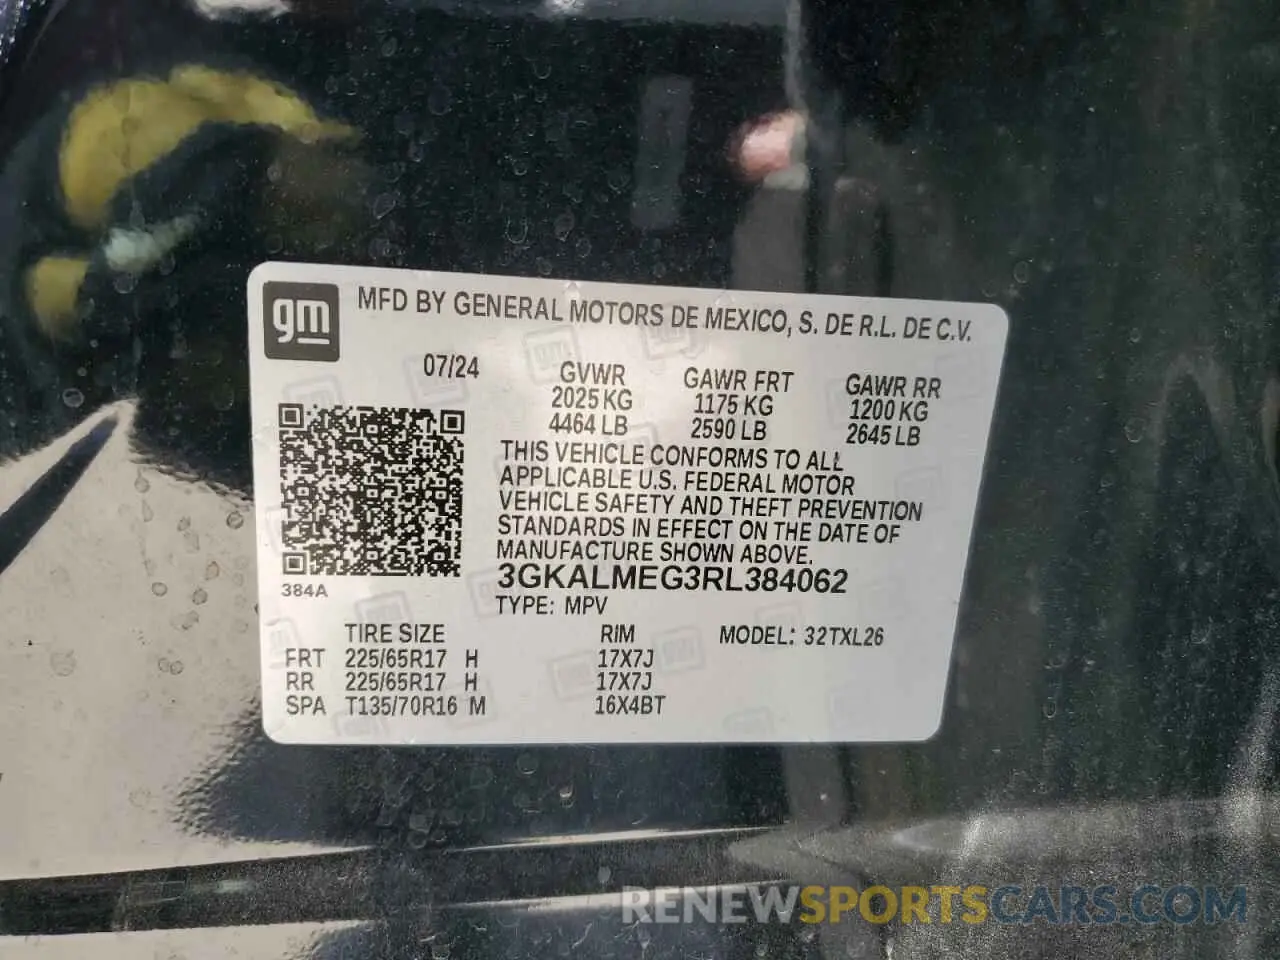 gm
MFD BY GENERAL MOTORS DE MEXICO, S. DE R.L. DE C.V.
07/24 GVWR GAWR FRT GAWR RR
2025 KG 1175 KG 1200 KG
4464 LB 2590 LB 2645 LB
THIS VEHICLE CONFORMS TO ALL
APPLICABLE U.S. FEDERAL MOTOR
VEHICLE SAFETY AND THEFT PREVENTION
STANDARDS IN EFFECT ON THE DATE OF
MANUFACTURE SHOWN ABOVE.
3GKALMEG3RL384062
384A
TYPE: MPV
TIRE SIZE RIM MODEL: 32TXL26
FRT 225/65R17 H 17X7J
RR 225/65R17 H 17X7J
SPA T135/70R16 M 16X4BT
RENEWSPORTSCARS.COM